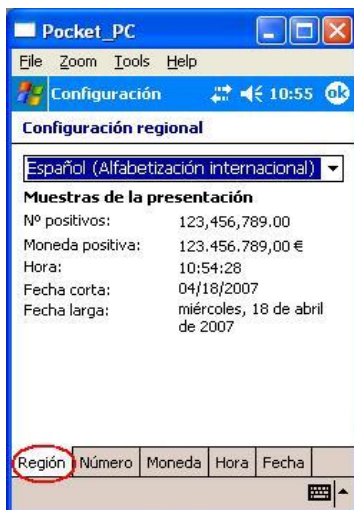 Pocket_PC
File Zoom Tools Help
Configuración 10:55 ok
Configuración regional
Español (Alfabetización internacional)
Muestras de la presentación
Nº positivos: 123,456,789.00
Moneda positiva: 123.456.789,00 €
Hora: 10:54:28
Fecha corta: 04/18/2007
Fecha larga: miércoles, 18 de abril
de 2007
Región Número Moneda Hora Fecha